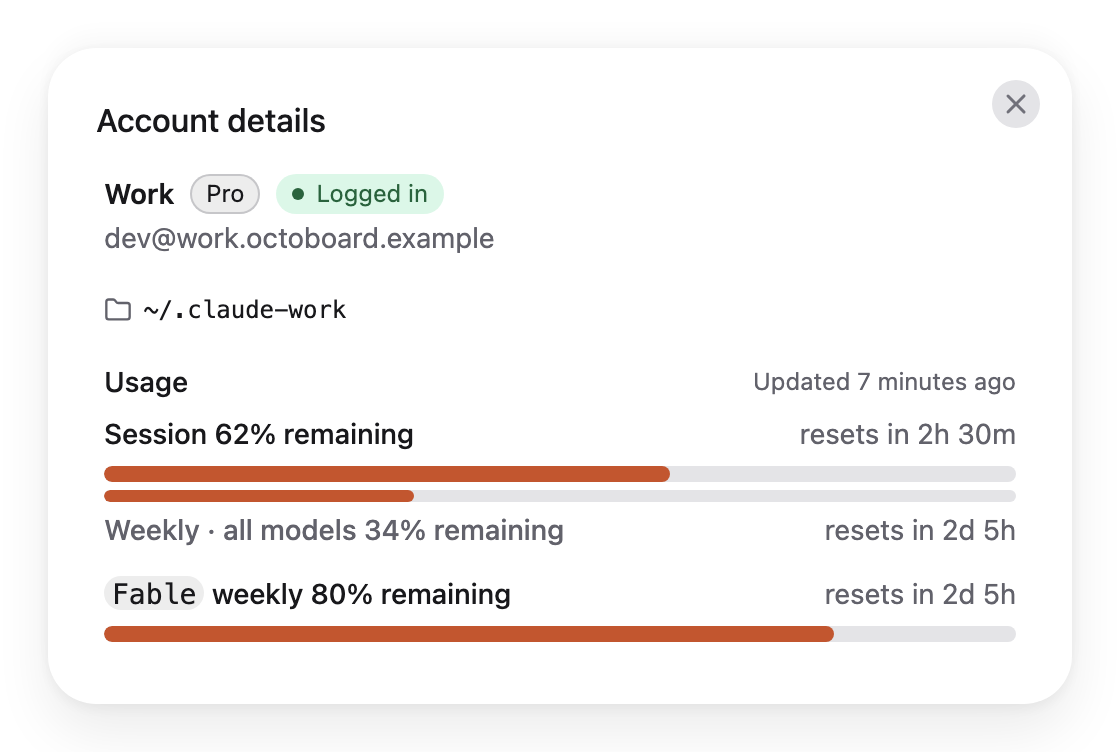 Account details
Work Pro Logged in
dev@work.octoboard.example
~/.claude-work
Usage Updated 7 minutes ago
Session 62% remaining resets in 2h 30m
Weekly · all models 34% remaining resets in 2d 5h
Fable weekly 80% remaining resets in 2d 5h